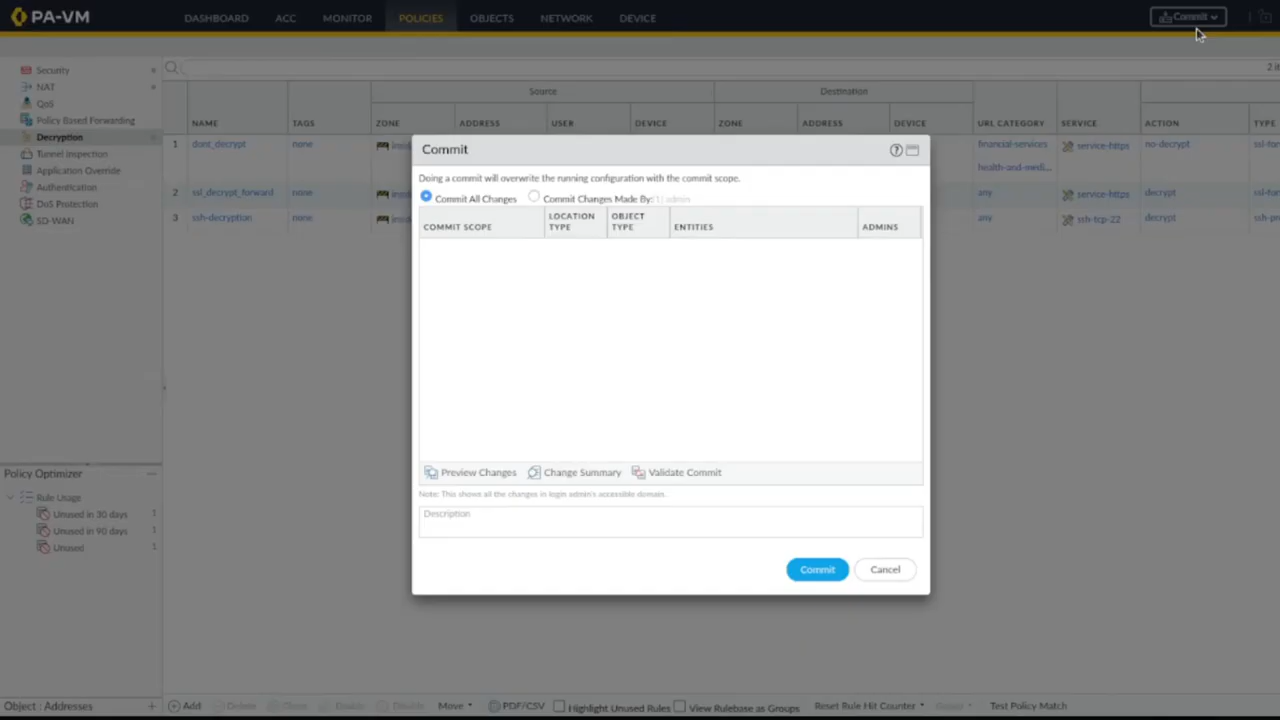 PA-VM DASHBOARD ACC MONITOR POLICIES OBJECTS NETWORK DEVICE Commit
Security
NAT
QoS
Policy Based Forwarding
Decryption
Tunnel Inspection
Application Override
Authentication
DoS Protection
SD-WAN
Source Destination
NAME TAGS ZONE ADDRESS USER DEVICE ZONE ADDRESS DEVICE URL CATEGORY SERVICE ACTION TYPE
1 dont_decrypt none financial-services service-https no-decrypt
health-and-medi...
2 ssl_decrypt_forward none any service-https decrypt
3 ssh-decryption none any ssh-tcp-22 decrypt
Commit
Doing a commit will overwrite the running configuration with the commit scope.
Commit All Changes Commit Changes Made By:(1) admin
COMMIT SCOPE LOCATION TYPE OBJECT TYPE ENTITIES ADMINS
Preview Changes Change Summary Validate Commit
Note: This shows all the changes in login admin's accessible domain.
Description
Commit Cancel
Policy Optimizer
Rule Usage
Unused in 30 days 1
Unused in 90 days 1
Unused 1
Object : Addresses
Add Delete Clone Enable Disable Move PDF/CSV Highlight Unused Rules View Rulebase as Groups Reset Rule Hit Counter Group Test Policy Match